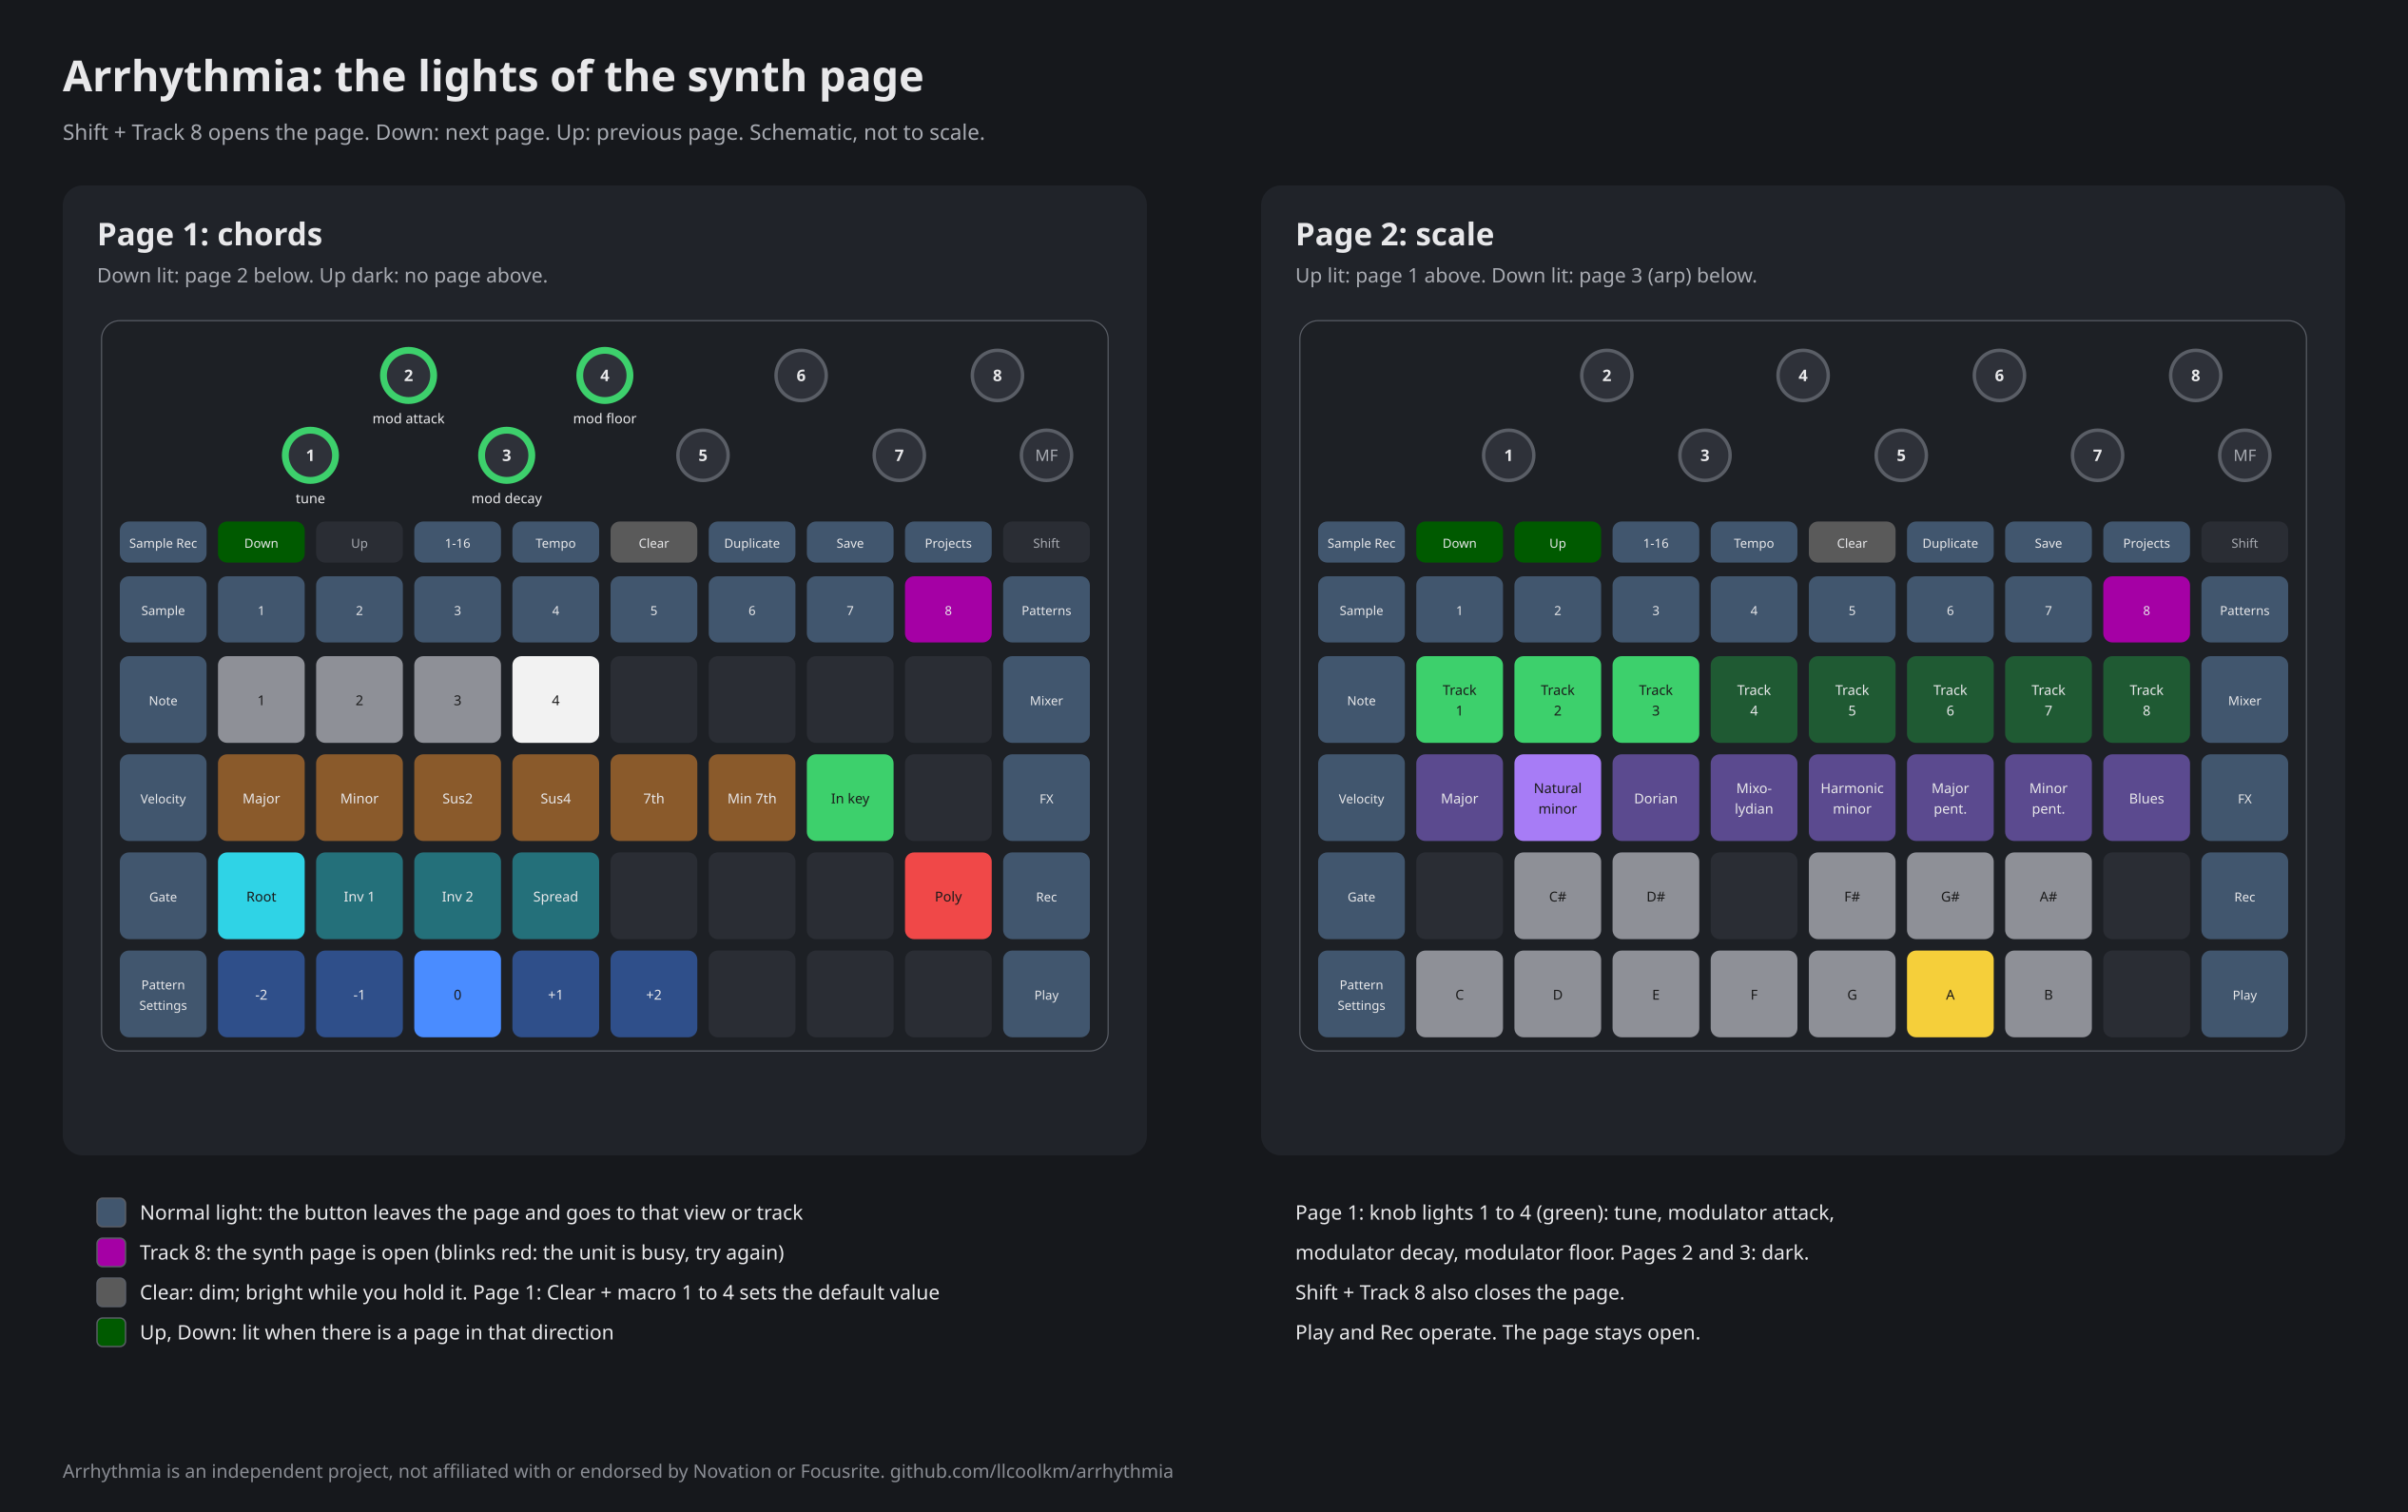 Arrhythmia: the lights of the synth page
Shift + Track 8 opens the page. Down: next page. Up: previous page. Schematic, not to scale.
Page 1: chords
Down lit: page 2 below. Up dark: no page above.
2 4 6 8
mod attack mod floor
1 3 5 7 MF
tune mod decay
Sample Rec Down Up 1-16 Tempo Clear Duplicate Save Projects Shift
Sample 1 2 3 4 5 6 7 8 Patterns
Note 1 2 3 4 Mixer
Velocity Major Minor Sus2 Sus4 7th Min 7th In key FX
Gate Root Inv 1 Inv 2 Spread Poly Rec
Pattern Settings -2 -1 0 +1 +2 Play
Page 2: scale
Up lit: page 1 above. Down lit: page 3 (arp) below.
2 4 6 8
1 3 5 7 MF
Sample Rec Down Up 1-16 Tempo Clear Duplicate Save Projects Shift
Sample 1 2 3 4 5 6 7 8 Patterns
Note Track 1 Track 2 Track 3 Track 4 Track 5 Track 6 Track 7 Track 8 Mixer
Velocity Major Natural minor Dorian Mixo-lydian Harmonic minor Major pent. Minor pent. Blues FX
Gate C# D# F# G# A# Rec
Pattern Settings C D E F G A B Play
Normal light: the button leaves the page and goes to that view or track
Track 8: the synth page is open (blinks red: the unit is busy, try again)
Clear: dim; bright while you hold it. Page 1: Clear + macro 1 to 4 sets the default value
Up, Down: lit when there is a page in that direction
Page 1: knob lights 1 to 4 (green): tune, modulator attack,
modulator decay, modulator floor. Pages 2 and 3: dark.
Shift + Track 8 also closes the page.
Play and Rec operate. The page stays open.
Arrhythmia is an independent project, not affiliated with or endorsed by Novation or Focusrite. github.com/llcoolkm/arrhythmia